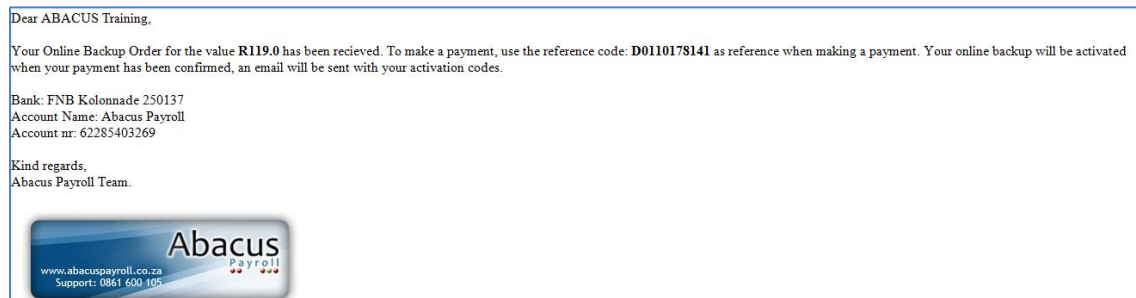 Dear ABACUS Training,
Your Online Backup Order for the value R119.0 has been recieved. To make a payment, use the reference code: D0110178141 as reference when making a payment. Your online backup will be activated
when your payment has been confirmed, an email will be sent with your activation codes.
Bank: FNB Kolonnade 250137
Account Name: Abacus Payroll
Account nr: 62285403269
Kind regards,
Abacus Payroll Team.
Abacus
Payroll
www.abacuspayroll.co.za
Support: 0861 600 105